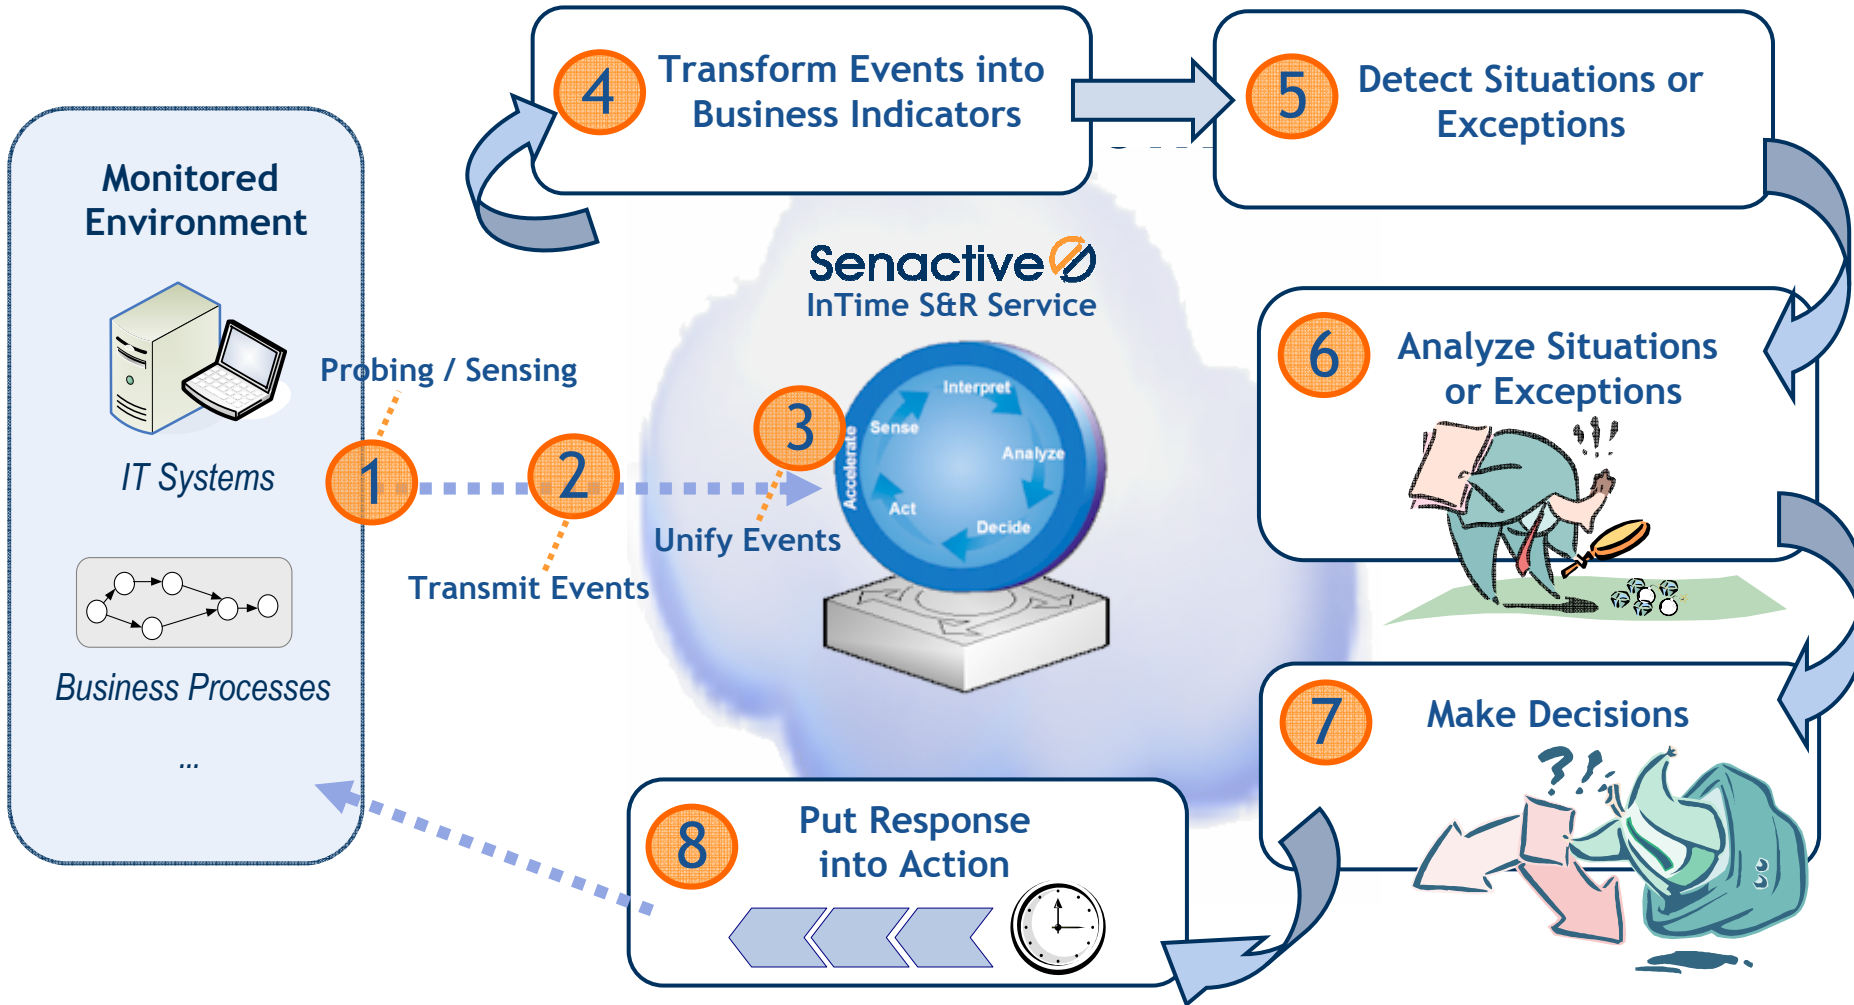 4
Transform Events into
Business Indicators
5
Detect Situations or
Exceptions
Monitored
Environment
IT Systems
Business Processes
...
Probing / Sensing
1
2
Transmit Events
3
Unify Events
Senactive
InTime S&R Service
Accelerate
Sense
Interpret
Analyze
Decide
Act
6
Analyze Situations
or Exceptions
!!!
7
Make Decisions
?!;
8
Put Response
into Action